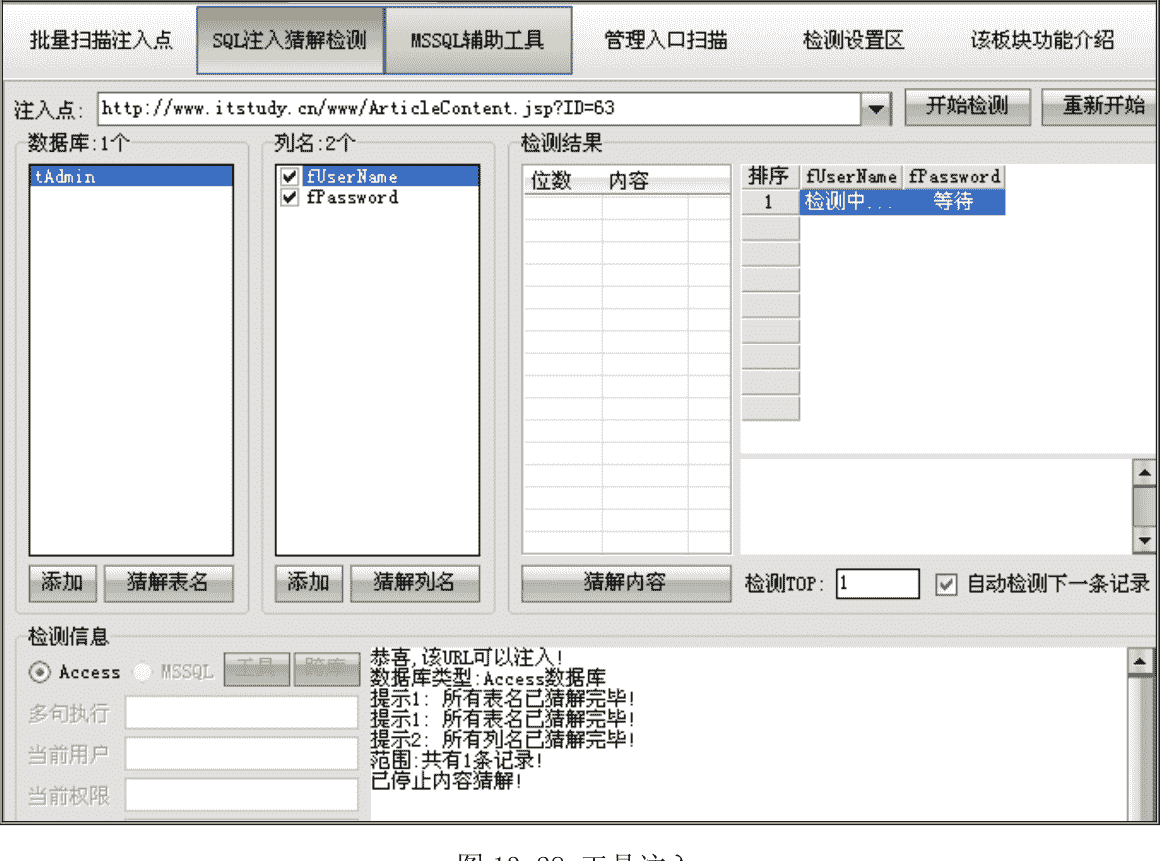 批量扫描注入点 SQL注入猜解检测 MSSQL辅助工具 管理入口扫描 检测设置区 该板块功能介绍
注入点: http://www.itstudy.cn/www/ArticleContent.jsp?ID=63 开始检测 重新开始
数据库:1个 列名:2个 检测结果
tAdmin
fUserName
fPassword
位数 内容
排序 fUserName fPassword
1 检测中... 等待
添加 猜解表名 添加 猜解列名 猜解内容 检测TOP: 1 自动检测下一条记录
检测信息
Access MSSQL 工具 跨库
多句执行
当前用户
当前权限
恭喜,该URL可以注入!
数据库类型:Access数据库
提示1: 所有表名已猜解完毕!
提示1: 所有表名已猜解完毕!
提示2: 所有列名已猜解完毕!
范围:共有1条记录!
已停止内容猜解!